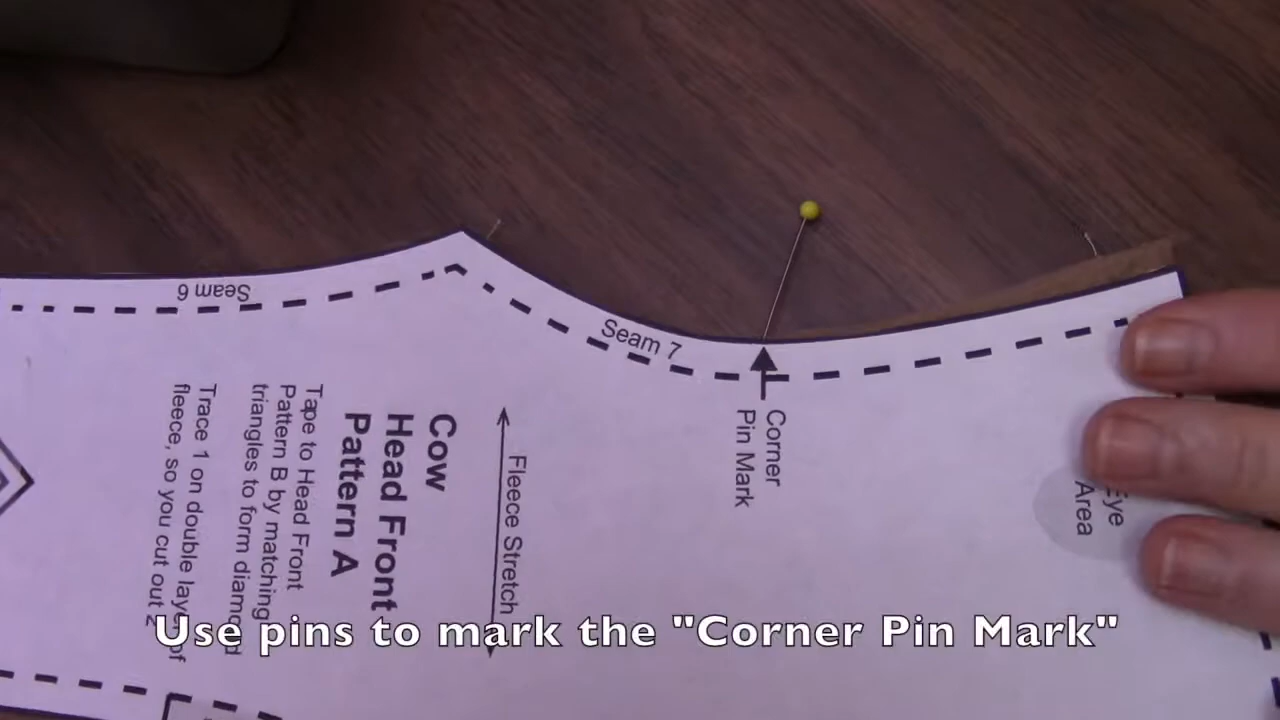 Seam 6
Seam 7
Corner
Pin Mark
Eye
Area
Fleece Stretch
Cow
Head Front
Pattern A
Tape to Head Front
Pattern B by matching
triangles to form diamond
Trace 1 on double layer of
fleece, so you cut out 2
Use pins to mark the "Corner Pin Mark"